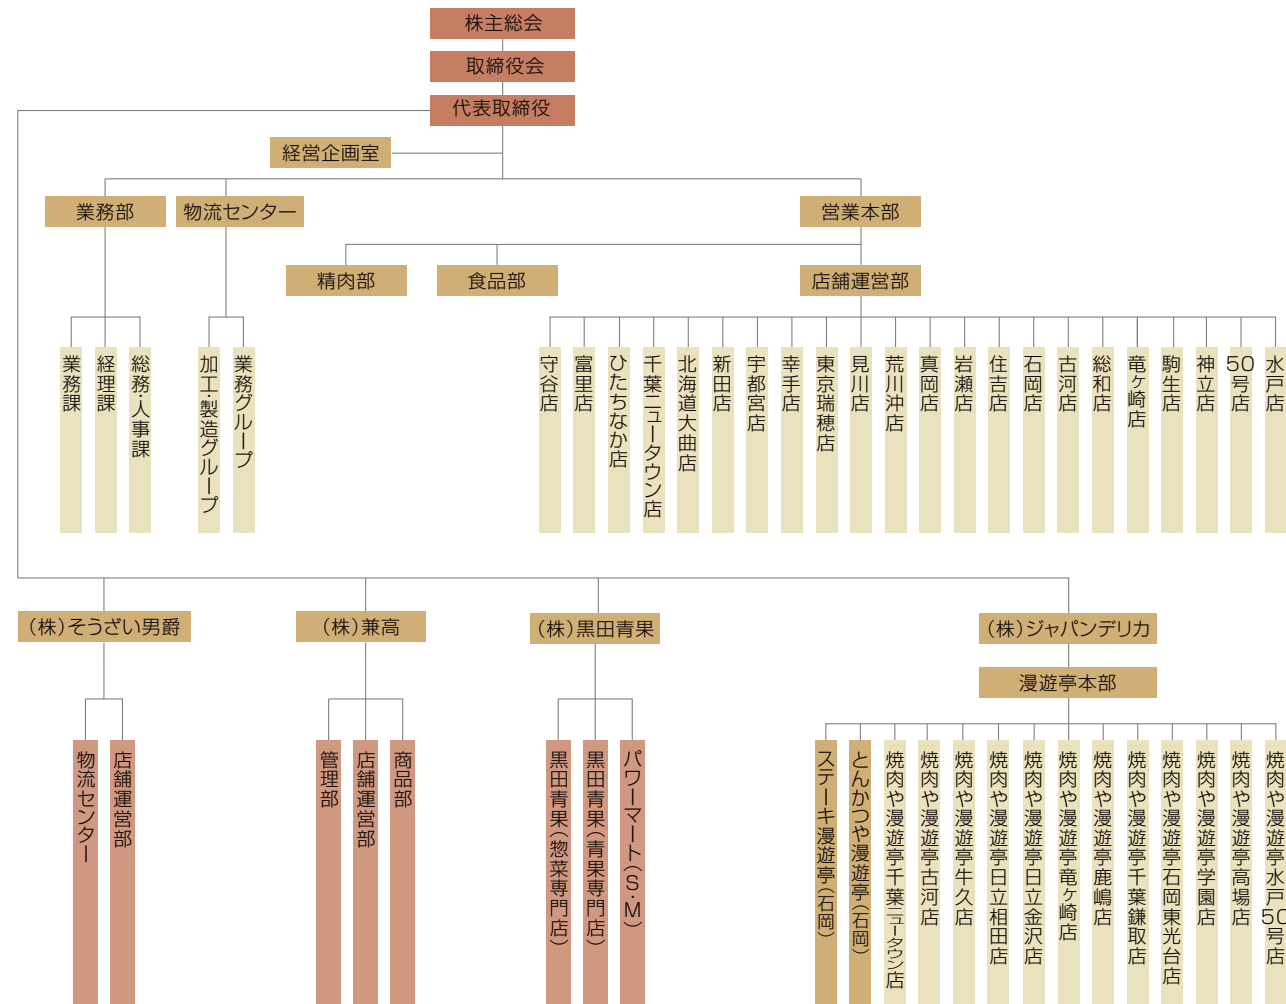 株主総会
取締役会
代表取締役
経営企画室
業務部
物流センター
営業本部
精肉部
食品部
店舗運営部
業務課
経理課
総務・人事課
加工・製造グループ
業務グループ
守谷店
富里店
ひたちなか店
千葉ニュータウン店
北海道大曲店
新田店
宇都宮店
幸手店
東京瑞穂店
見川店
荒川沖店
真岡店
岩瀬店
住吉店
石岡店
古河店
総和店
竜ヶ崎店
駒生店
神立店
50号店
水戸店
(株)そうざい男爵
(株)兼高
(株)黒田青果
(株)ジャパンデリカ
漫遊亭本部
物流センター
店舗運営部
管理部
店舗運営部
商品部
黒田青果(惣菜専門店)
黒田青果(青果専門店)
パワーマート(S・M)
ステーキ漫遊亭(石岡)
とんかつや漫遊亭(石岡)
焼肉や漫遊亭千葉ニュータウン店
焼肉や漫遊亭古河店
焼肉や漫遊亭牛久店
焼肉や漫遊亭日立相田店
焼肉や漫遊亭日立金沢店
焼肉や漫遊亭竜ヶ崎店
焼肉や漫遊亭鹿嶋店
焼肉や漫遊亭千葉鎌取店
焼肉や漫遊亭石岡東光台店
焼肉や漫遊亭学園店
焼肉や漫遊亭高場店
焼肉や漫遊亭水戸50号店